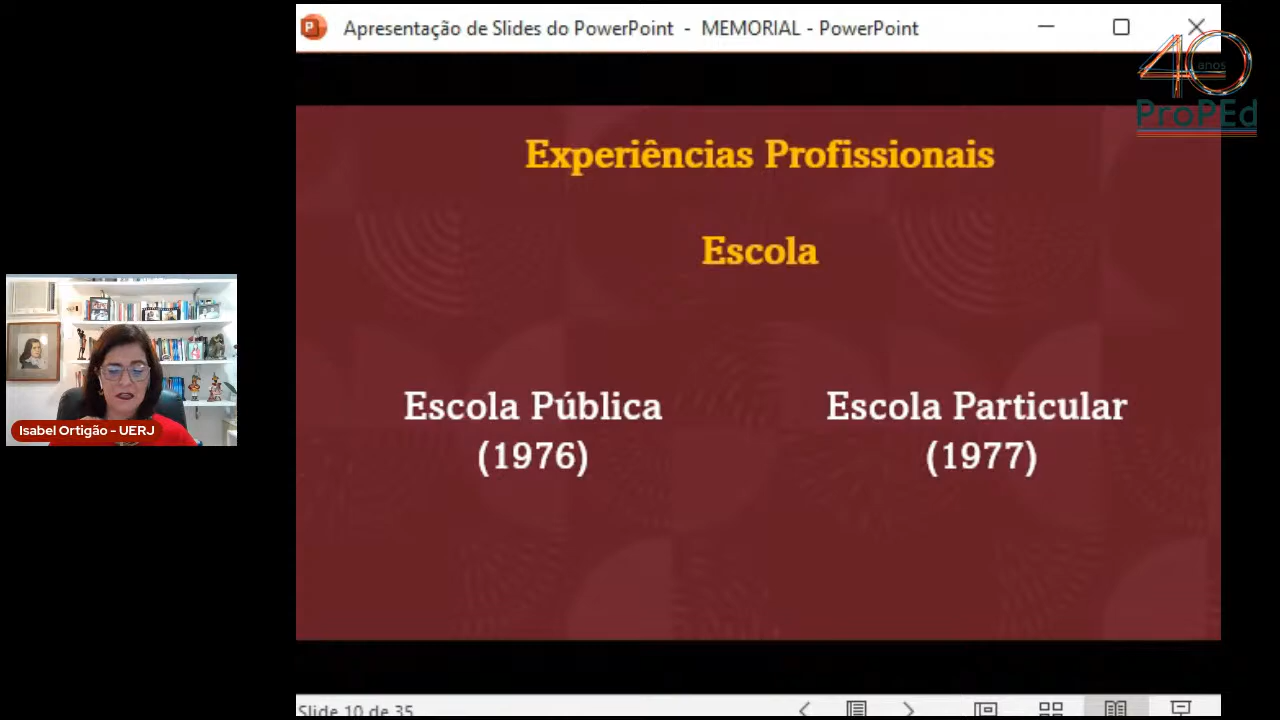 Apresentação de Slides do PowerPoint - MEMORIAL - PowerPoint
40 anos
ProPEd
Experiências Profissionais
Escola
Escola Pública
(1976)
Escola Particular
(1977)
Isabel Ortigão - UERJ
Slide 10 de 35